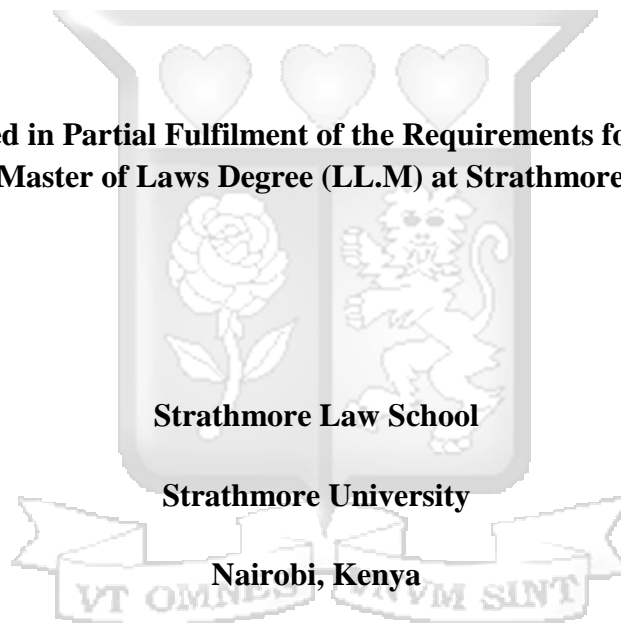 ed in Partial Fulfilment of the Requirements fo
Master of Laws Degree (LL.M) at Strathmore
Strathmore Law School
Strathmore University
Nairobi, Kenya
VT OMNES VNVM SINT